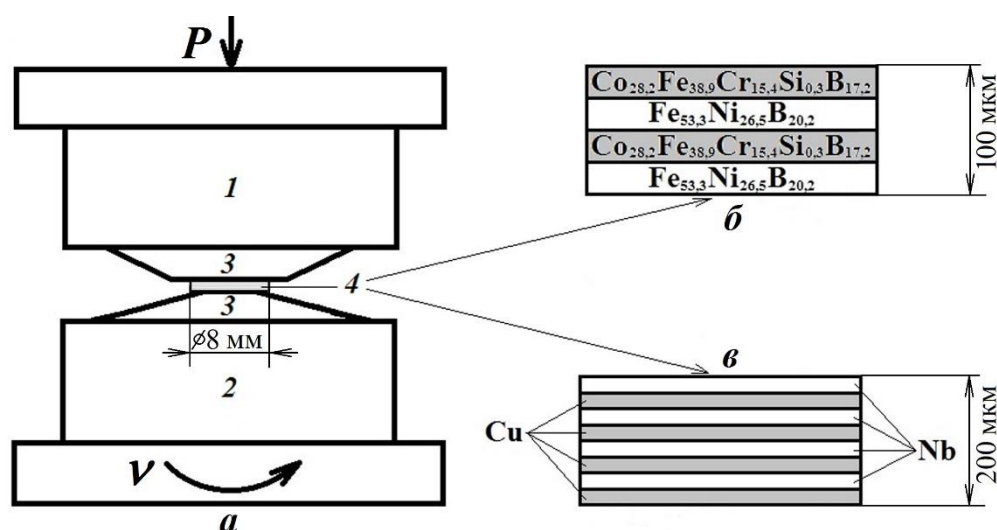 P
1
3
4
3
⌀8 мм
2
v
а
Co28,2Fe38,9Cr15,4Si0,3B17,2
Fe53,3Ni26,5B20,2
Co28,2Fe38,9Cr15,4Si0,3B17,2
Fe53,3Ni26,5B20,2
100 мкм
б
в
Cu
Nb
200 мкм